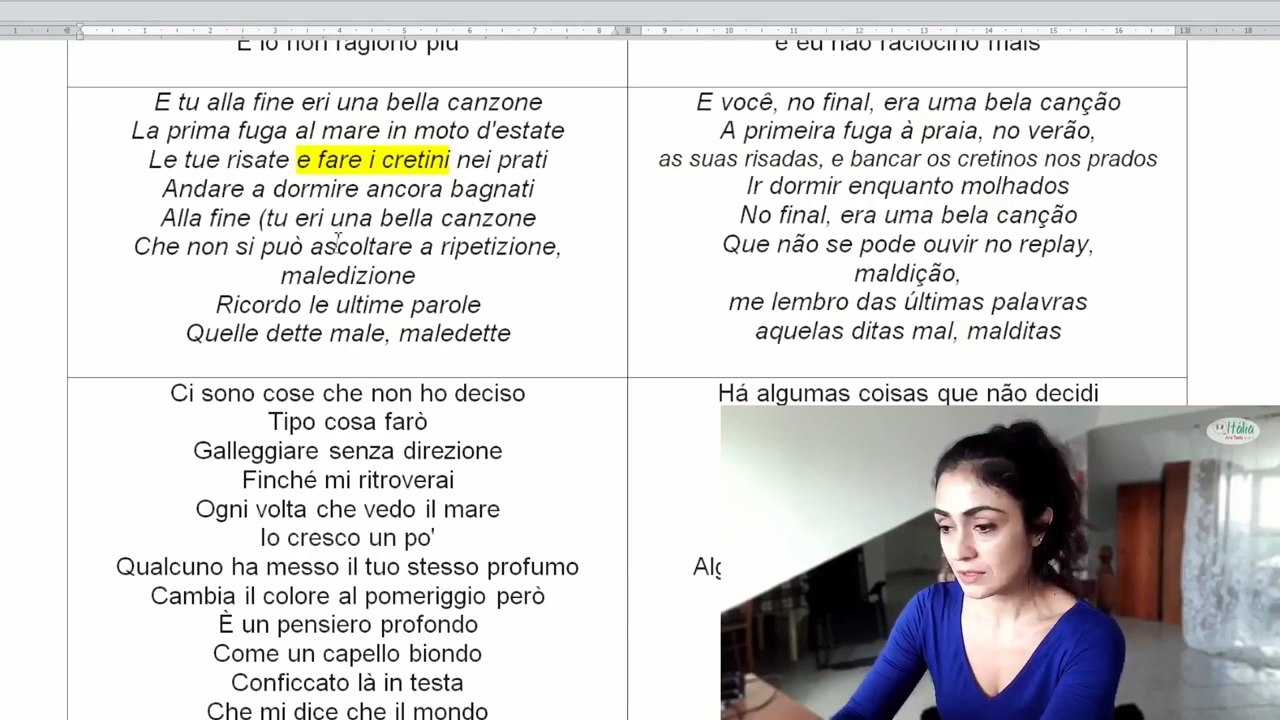 E io non ragiono più
E tu alla fine eri una bella canzone
La prima fuga al mare in moto d'estate
Le tue risate e fare i cretini nei prati
Andare a dormire ancora bagnati
Alla fine (tu eri una bella canzone
Che non si può ascoltare a ripetizione,
maledizione
Ricordo le ultime parole
Quelle dette male, maledette
Ci sono cose che non ho deciso
Tipo cosa farò
Galleggiare senza direzione
Finché mi ritroverai
Ogni volta che vedo il mare
Io cresco un po'
Qualcuno ha messo il tuo stesso profumo
Cambia il colore al pomeriggio però
È un pensiero profondo
Come un capello biondo
Conficcato là in testa
Che mi dice che il mondo
e eu não raciocino mais
E você, no final, era uma bela canção
A primeira fuga à praia, no verão,
as suas risadas, e bancar os cretinos nos prados
Ir dormir enquanto molhados
No final, era uma bela canção
Que não se pode ouvir no replay,
maldição,
me lembro das últimas palavras
aquelas ditas mal, malditas
Há algumas coisas que não decidi
Itália